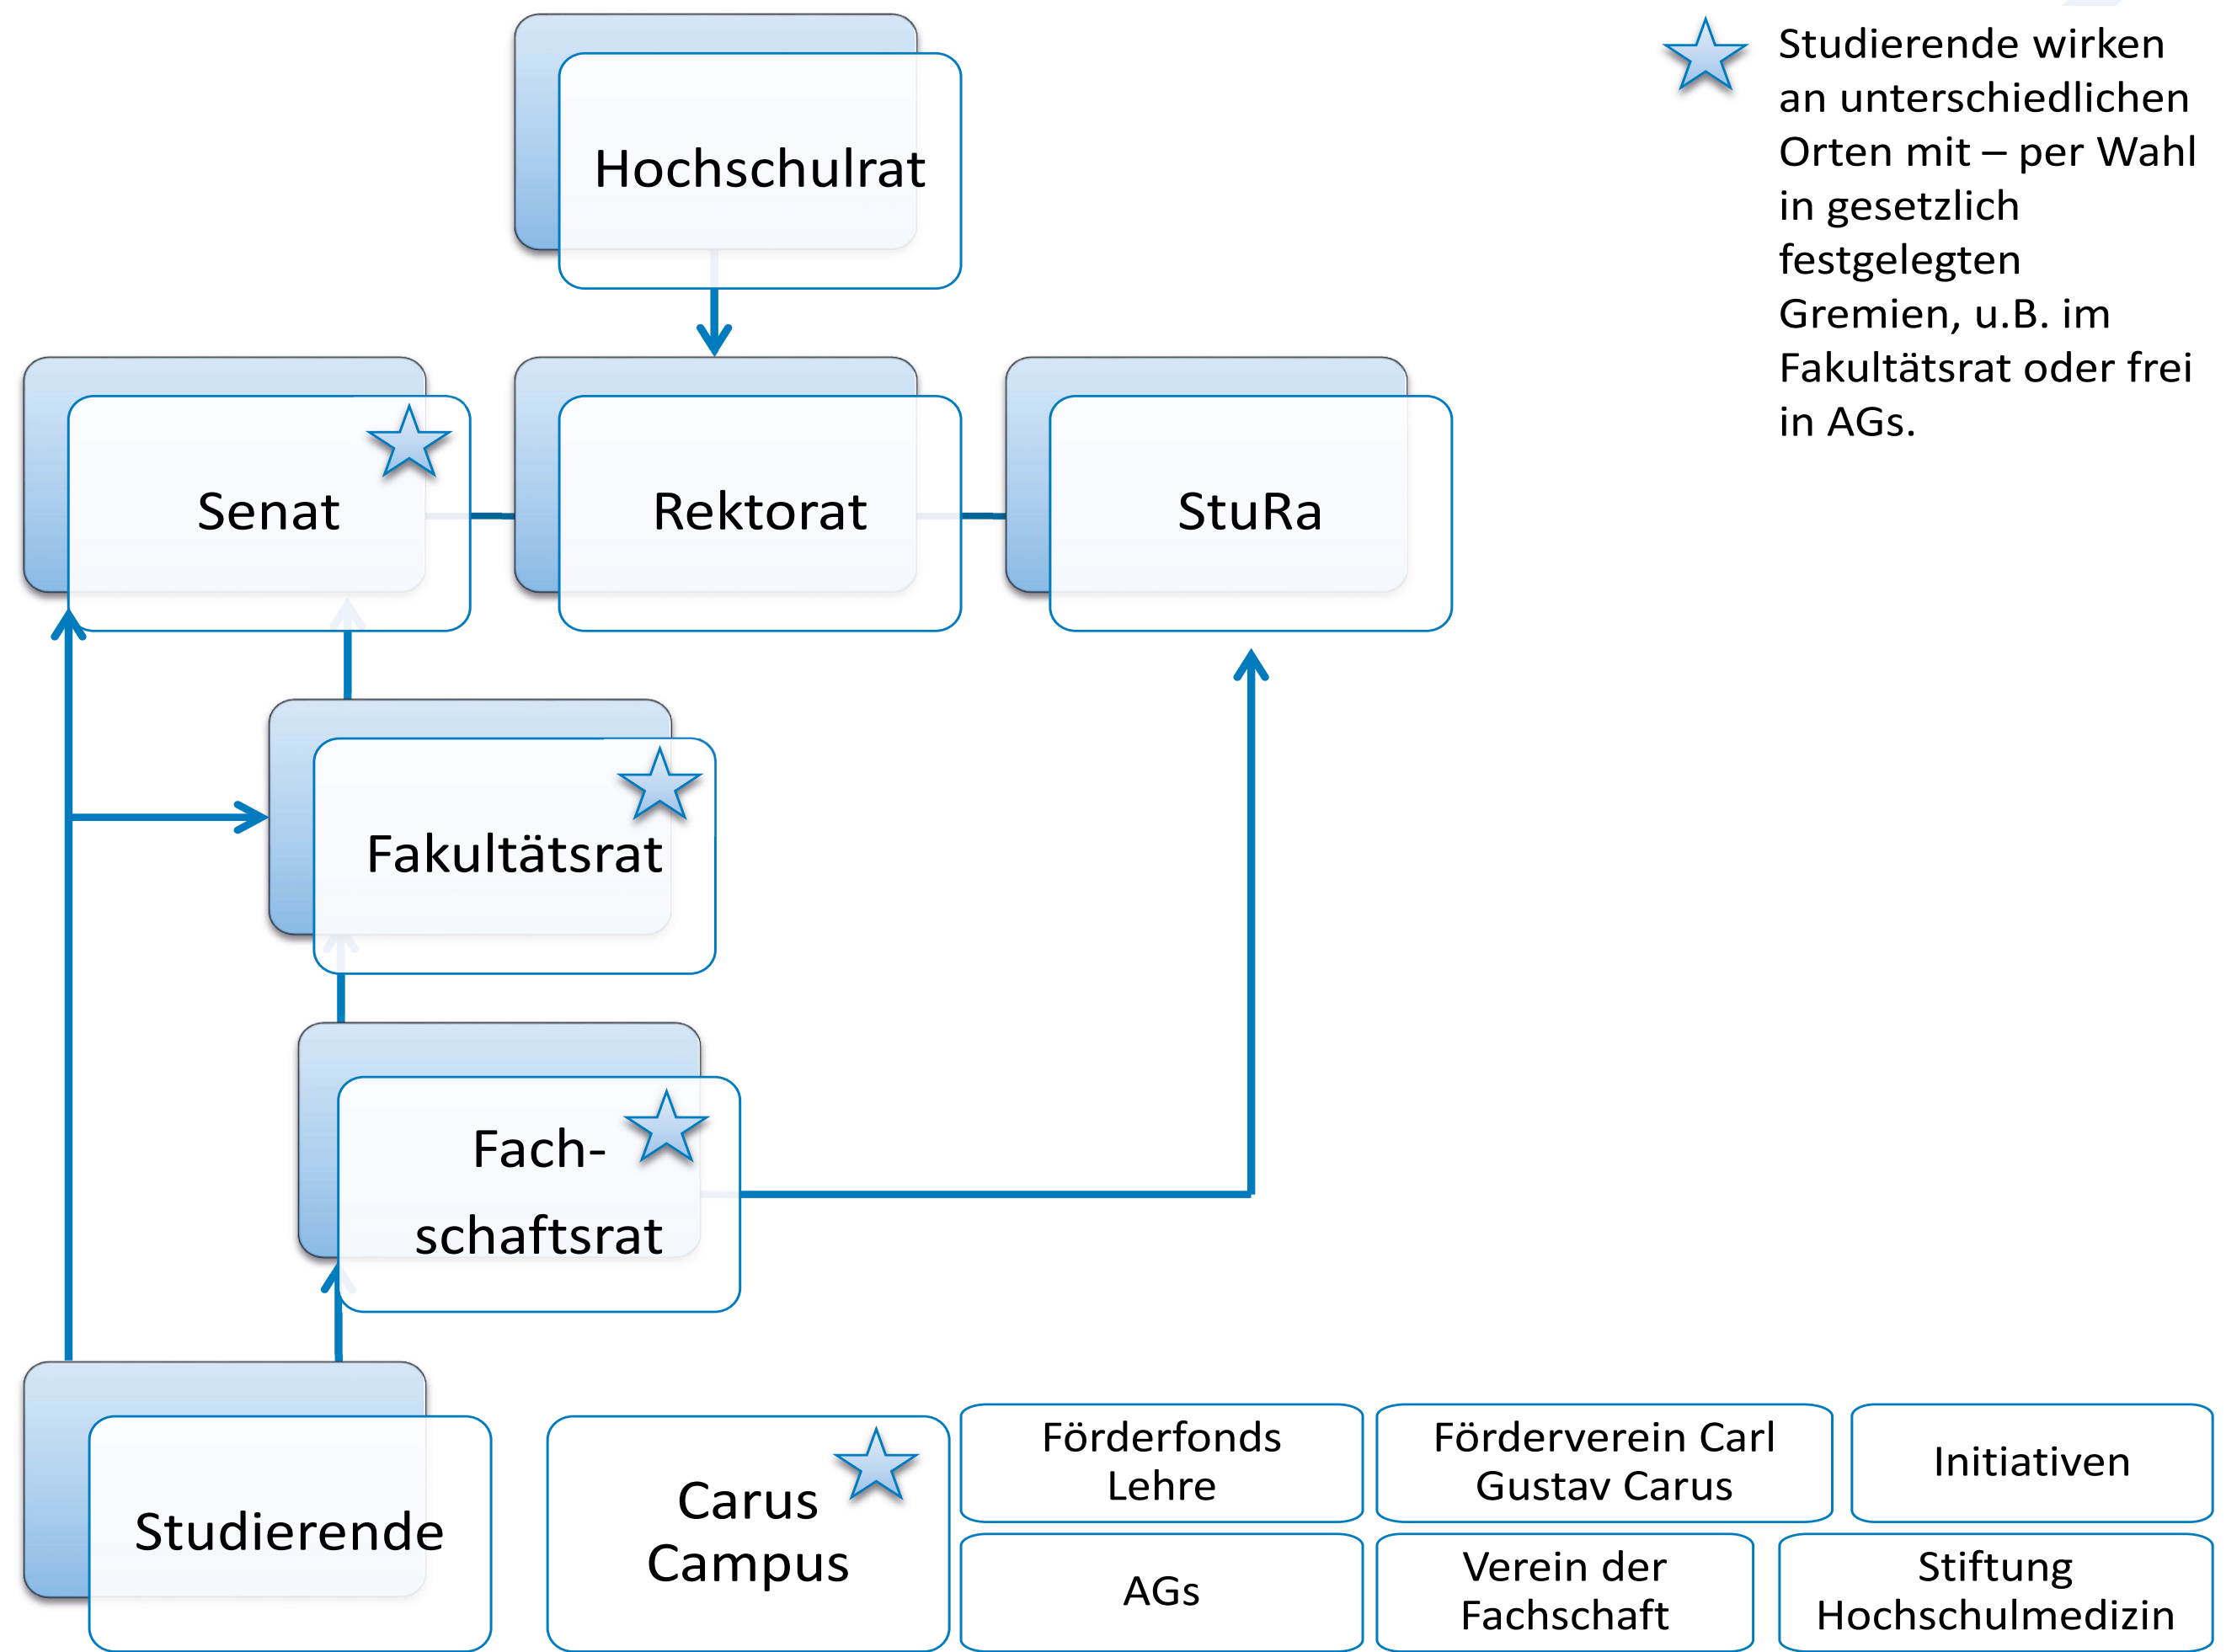 Hochschulrat
Studierende wirken
an unterschiedlichen
Orten mit – per Wahl
in gesetzlich
festgelegten
Gremien, u.B. im
Fakultätsrat oder frei
in AGs.
Senat
Rektorat
StuRa
Fakultätsrat
Fach-
schaftsrat
Studierende
Carus
Campus
Förderfonds
Lehre
Förderverein Carl
Gustav Carus
Initiativen
AGs
Verein der
Fachschaft
Stiftung
Hochschulmedizin